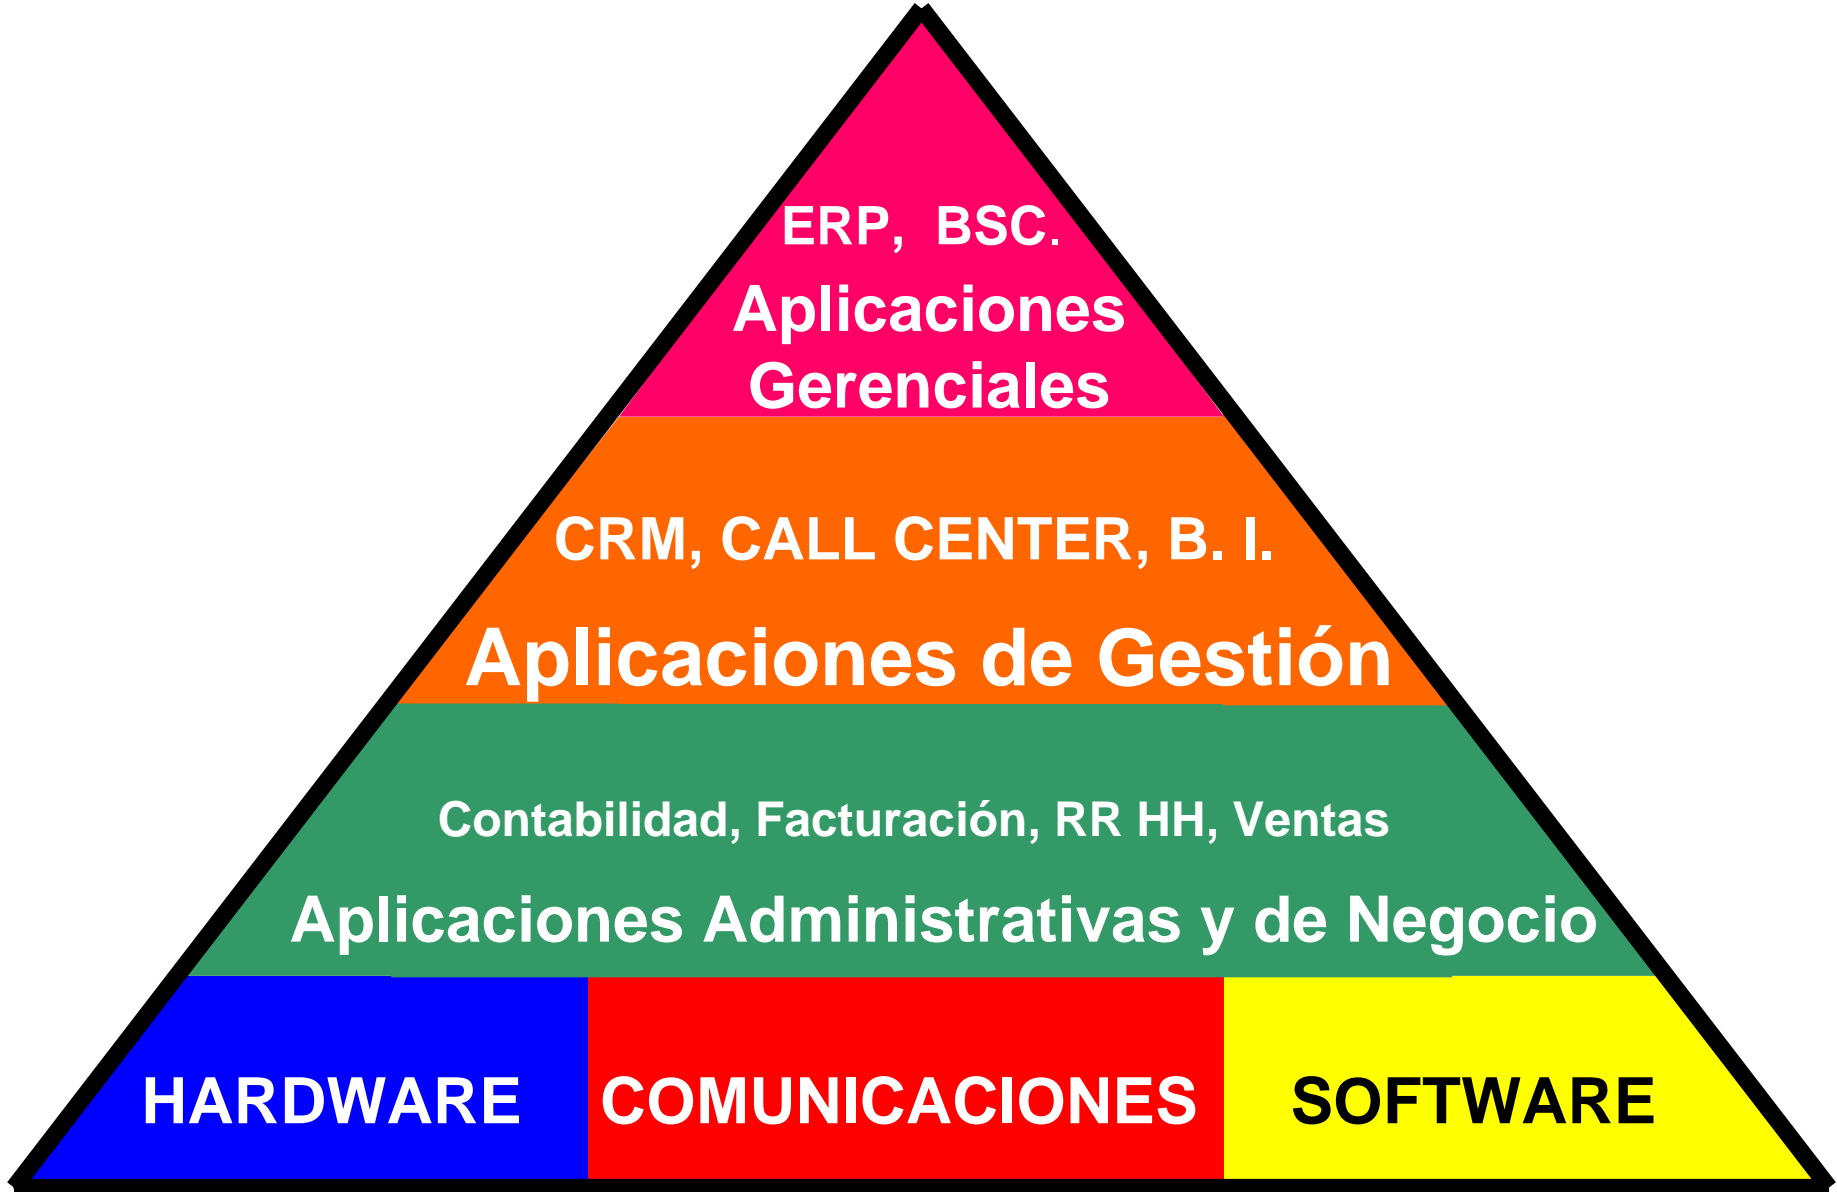 ERP, BSC.
Aplicaciones
Gerenciales
CRM, CALL CENTER, B. I.
Aplicaciones de Gestión
Contabilidad, Facturación, RR HH, Ventas
Aplicaciones Administrativas y de Negocio
HARDWARE COMUNICACIONES SOFTWARE